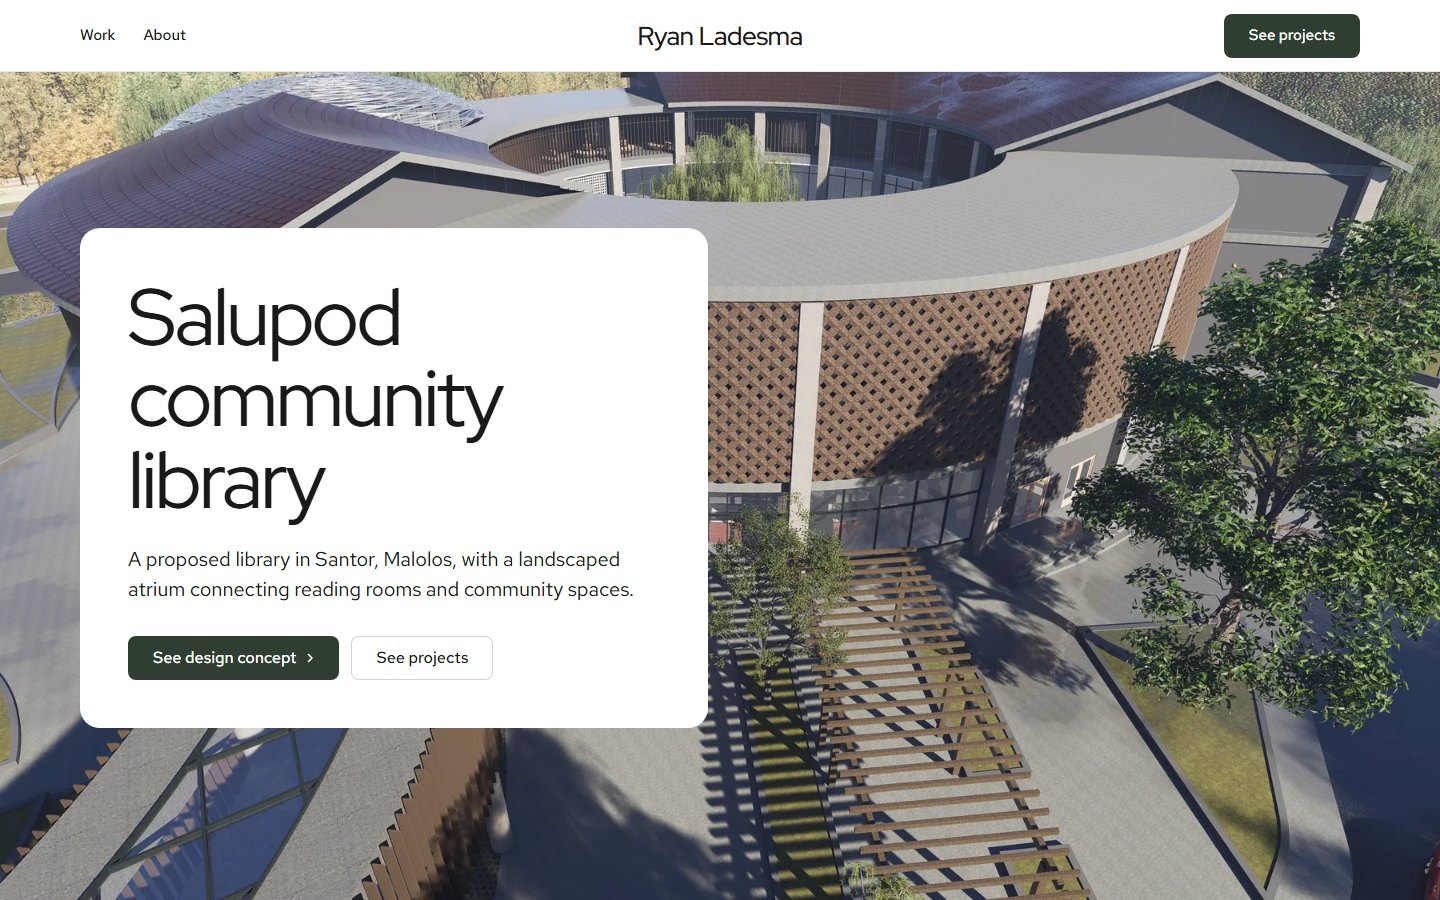 Work
About
Ryan Ladesma
See projects
Salupod
community
library
A proposed library in Santor, Malolos, with a landscaped
atrium connecting reading rooms and community spaces.
See design concept
See projects